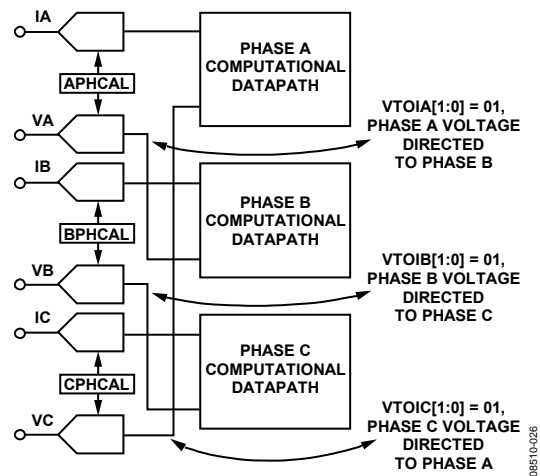 IA
PHASE A
COMPUTATIONAL
DATAPATH
APHCAL
VA
VTOIA[1:0] = 01,
PHASE A VOLTAGE
DIRECTED
TO PHASE B
IB
PHASE B
COMPUTATIONAL
DATAPATH
BPHCAL
VB
VTOIB[1:0] = 01,
PHASE B VOLTAGE
DIRECTED
TO PHASE C
IC
PHASE C
COMPUTATIONAL
DATAPATH
CPHCAL
VC
VTOIC[1:0] = 01,
PHASE C VOLTAGE
DIRECTED
TO PHASE A
08510-026